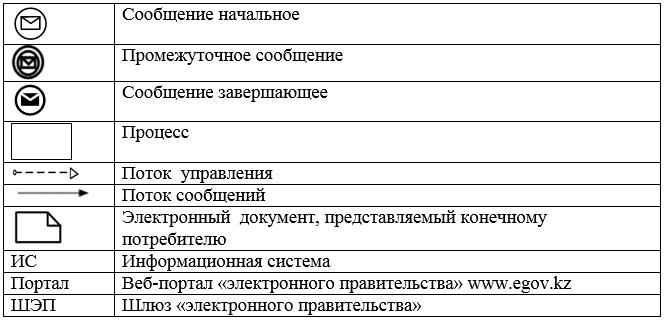 Сообщение начальное
Промежуточное сообщение
Сообщение завершающее
Процесс
Поток управления
Поток сообщений
Электронный документ, представляемый конечному
потребителю
ИС Информационная система
Портал Веб-портал «электронного правительства» www.egov.kz
ШЭП Шлюз «электронного правительства»